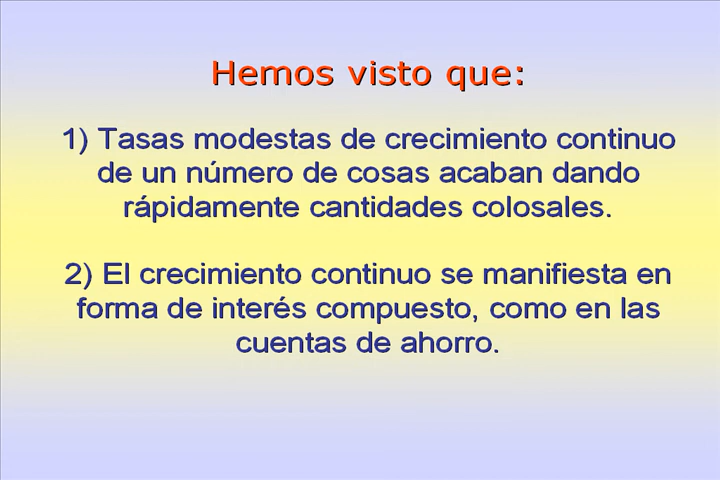 Hemos visto que:
1) Tasas modestas de crecimiento continuo
de un número de cosas acaban dando
rápidamente cantidades colosales.
2) El crecimiento continuo se manifiesta en
forma de interés compuesto, como en las
cuentas de ahorro.